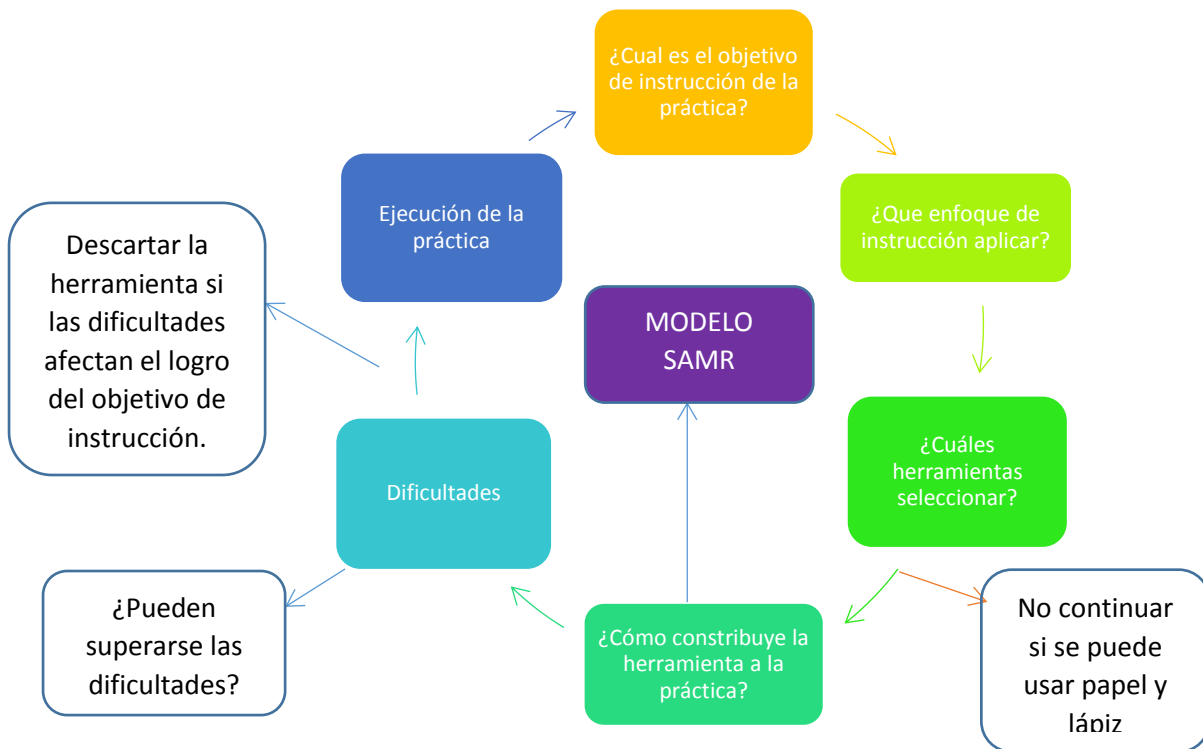 ¿Cual es el objetivo
de instrucción de la
práctica?
¿Que enfoque de
instrucción aplicar?
¿Cuáles
herramientas
seleccionar?
No continuar
si se puede
usar papel y
lápiz
¿Cómo constribuye la
herramienta a la
práctica?
MODELO
SAMR
Dificultades
¿Pueden
superarse las
dificultades?
Descartar la
herramienta si
las dificultades
afectan el logro
del objetivo de
instrucción.
Ejecución de la
práctica